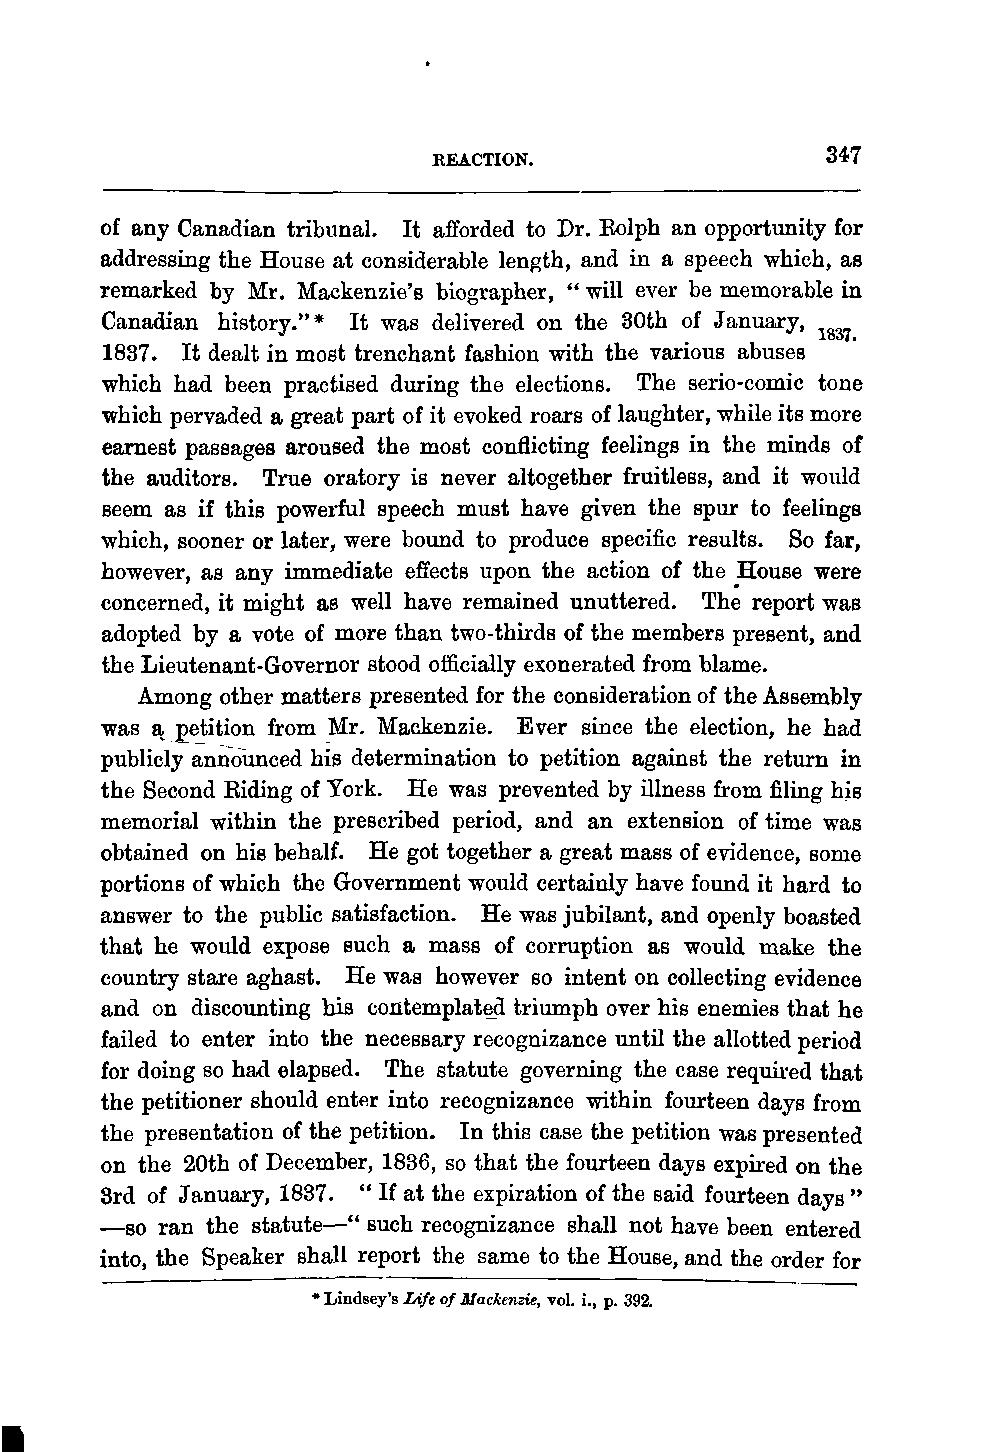 REACTION. 347
of any Canadian tribunal. It afforded to Dr. Rolph an opportunity for
addressing the House at considerable length, and in a speech which, as
remarked by Mr. Mackenzie's biographer, “ will ever be memorable in
Canadian history.”* It was delivered on the 30th of January, 1837.
1837. It dealt in most trenchant fashion with the various abuses
which had been practised during the elections. The serio-comic tone
which pervaded a great part of it evoked roars of laughter, while its more
earnest passages aroused the most conflicting feelings in the minds of
the auditors. True oratory is never altogether fruitless, and it would
seem as if this powerful speech must have given the spur to feelings
which, sooner or later, were bound to produce specific results. So far,
however, as any immediate effects upon the action of the House were
concerned, it might as well have remained unuttered. The report was
adopted by a vote of more than two-thirds of the members present, and
the Lieutenant-Governor stood officially exonerated from blame.
Among other matters presented for the consideration of the Assembly
was a petition from Mr. Mackenzie. Ever since the election, he had
publicly announced his determination to petition against the return in
the Second Riding of York. He was prevented by illness from filing his
memorial within the prescribed period, and an extension of time was
obtained on his behalf. He got together a great mass of evidence, some
portions of which the Government would certainly have found it hard to
answer to the public satisfaction. He was jubilant, and openly boasted
that he would expose such a mass of corruption as would make the
country stare aghast. He was however so intent on collecting evidence
and on discounting his contemplated triumph over his enemies that he
failed to enter into the necessary recognizance until the allotted period
for doing so had elapsed. The statute governing the case required that
the petitioner should enter into recognizance within fourteen days from
the presentation of the petition. In this case the petition was presented
on the 20th of December, 1836, so that the fourteen days expired on the
3rd of January, 1837. “ If at the expiration of the said fourteen days ”
—so ran the statute—“ such recognizance shall not have been entered
into, the Speaker shall report the same to the House, and the order for
* Lindsey's Life of Mackenzie, vol. i., p. 392.